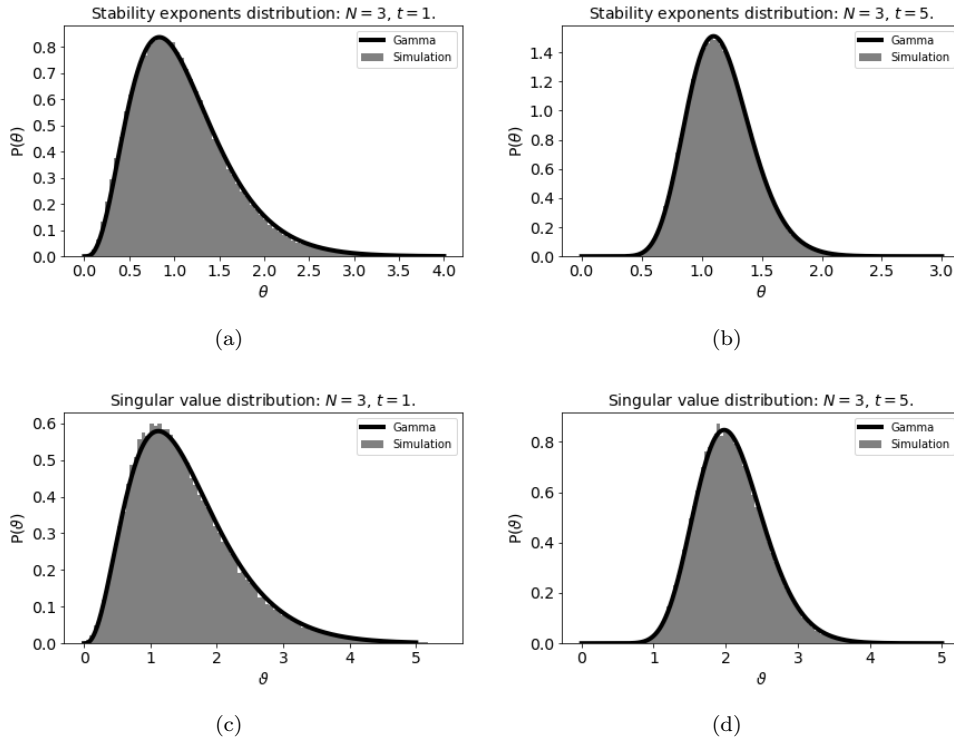 Stability exponents distribution: N = 3, t = 1.
Gamma
Simulation
P(θ)
0.8
0.7
0.6
0.5
0.4
0.3
0.2
0.1
0.0
0.0 0.5 1.0 1.5 2.0 2.5 3.0 3.5 4.0
θ
(a)
Stability exponents distribution: N = 3, t = 5.
Gamma
Simulation
P(θ)
1.4
1.2
1.0
0.8
0.6
0.4
0.2
0.0
0.0 0.5 1.0 1.5 2.0 2.5 3.0
θ
(b)
Singular value distribution: N = 3, t = 1.
Gamma
Simulation
P(ϑ)
0.6
0.5
0.4
0.3
0.2
0.1
0.0
0 1 2 3 4 5
ϑ
(c)
Singular value distribution: N = 3, t = 5.
Gamma
Simulation
P(ϑ)
0.8
0.6
0.4
0.2
0.0
0 1 2 3 4 5
ϑ
(d)